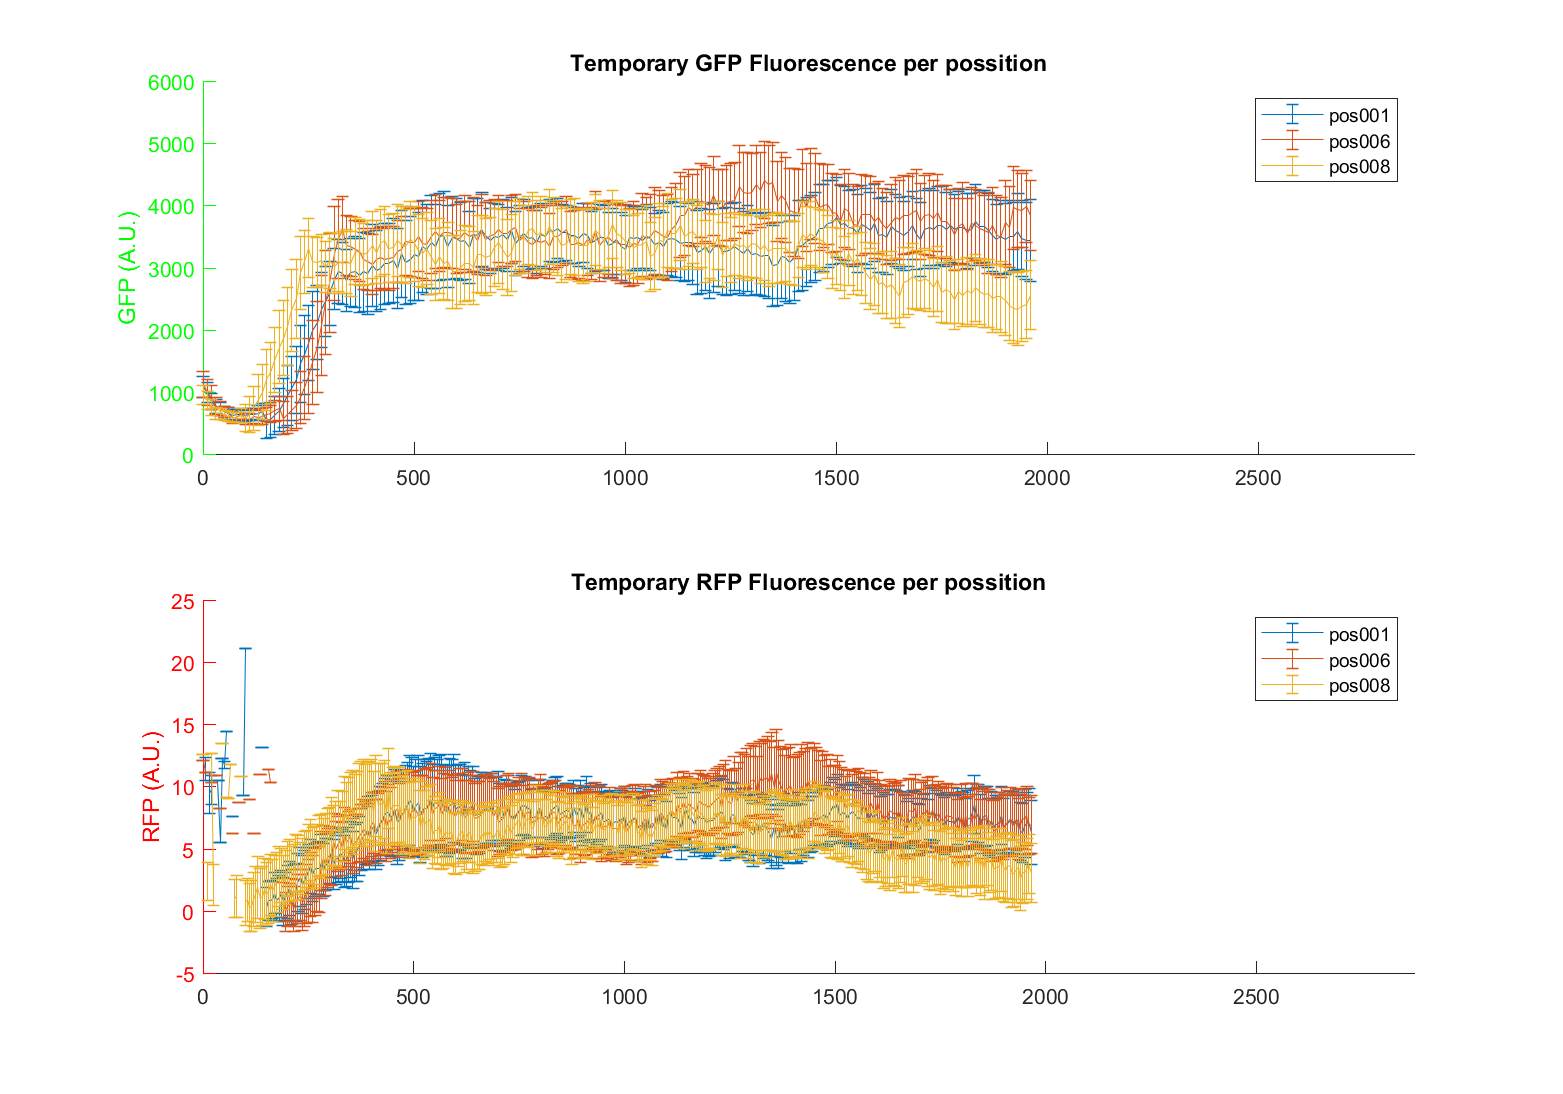 Temporary GFP Fluorescence per possition
6000
5000
4000
3000
2000
1000
0
GFP (A.U.)
0 500 1000 1500 2000 2500
pos001
pos006
pos008
Temporary RFP Fluorescence per possition
25
20
15
10
5
0
-5
RFP (A.U.)
0 500 1000 1500 2000 2500
pos001
pos006
pos008